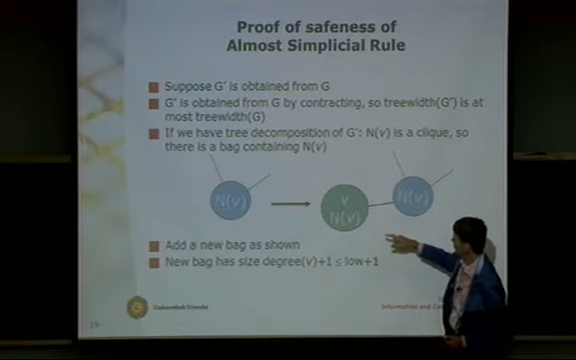 Proof of safeness of
Almost Simplicial Rule
Suppose G' is obtained from G
G' is obtained from G by contracting, so treewidth(G') is at
most treewidth(G)
If we have tree decomposition of G': N(v) is a clique, so
there is a bag containing N(v)
N(v)
v
N(v)
N(v)
Add a new bag as shown
New bag has size degree(v)+1 ≤ low+1
Universiteit Utrecht
Information and